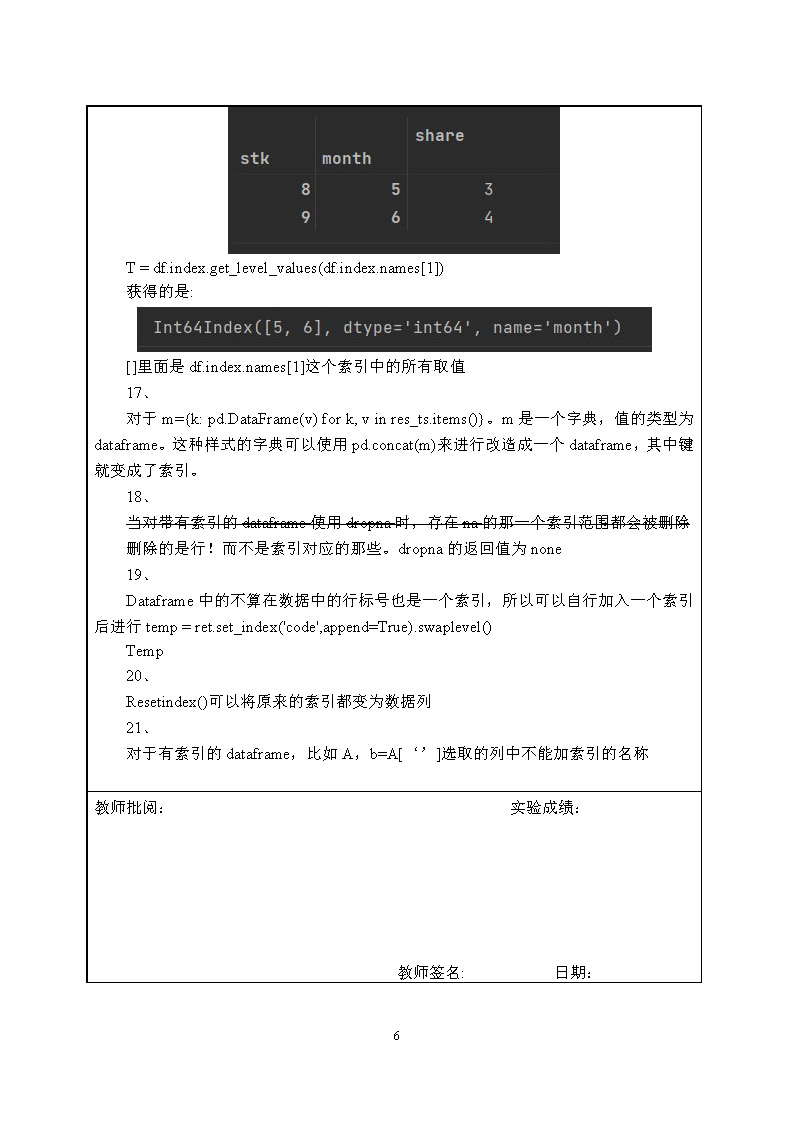 share
stk month
8 5 3
9 6 4
T = df.index.get_level_values(df.index.names[1])
获得的是:
Int64Index([5, 6], dtype='int64', name='month')
[]里面是 df.index.names[1]这个索引中的所有取值
17、
对于 m={k: pd.DataFrame(v) for k, v in res_ts.items()}。m 是一个字典，值的类型为
dataframe。这种样式的字典可以使用 pd.concat(m)来进行改造成一个 dataframe，其中键
就变成了索引。
18、
当对带有索引的 dataframe 使用 dropna 时，存在 na 的那一个索引范围都会被删除
删除的是行！而不是索引对应的那些。dropna 的返回值为 none
19、
Dataframe 中的不算在数据中的行标号也是一个索引，所以可以自行加入一个索引
后进行 temp = ret.set_index('code',append=True).swaplevel()
Temp
20、
Resetindex()可以将原来的索引都变为数据列
21、
对于有索引的 dataframe，比如 A，b=A[ ‘’ ]选取的列中不能加索引的名称
教师批阅： 实验成绩：
教师签名: 日期：
6